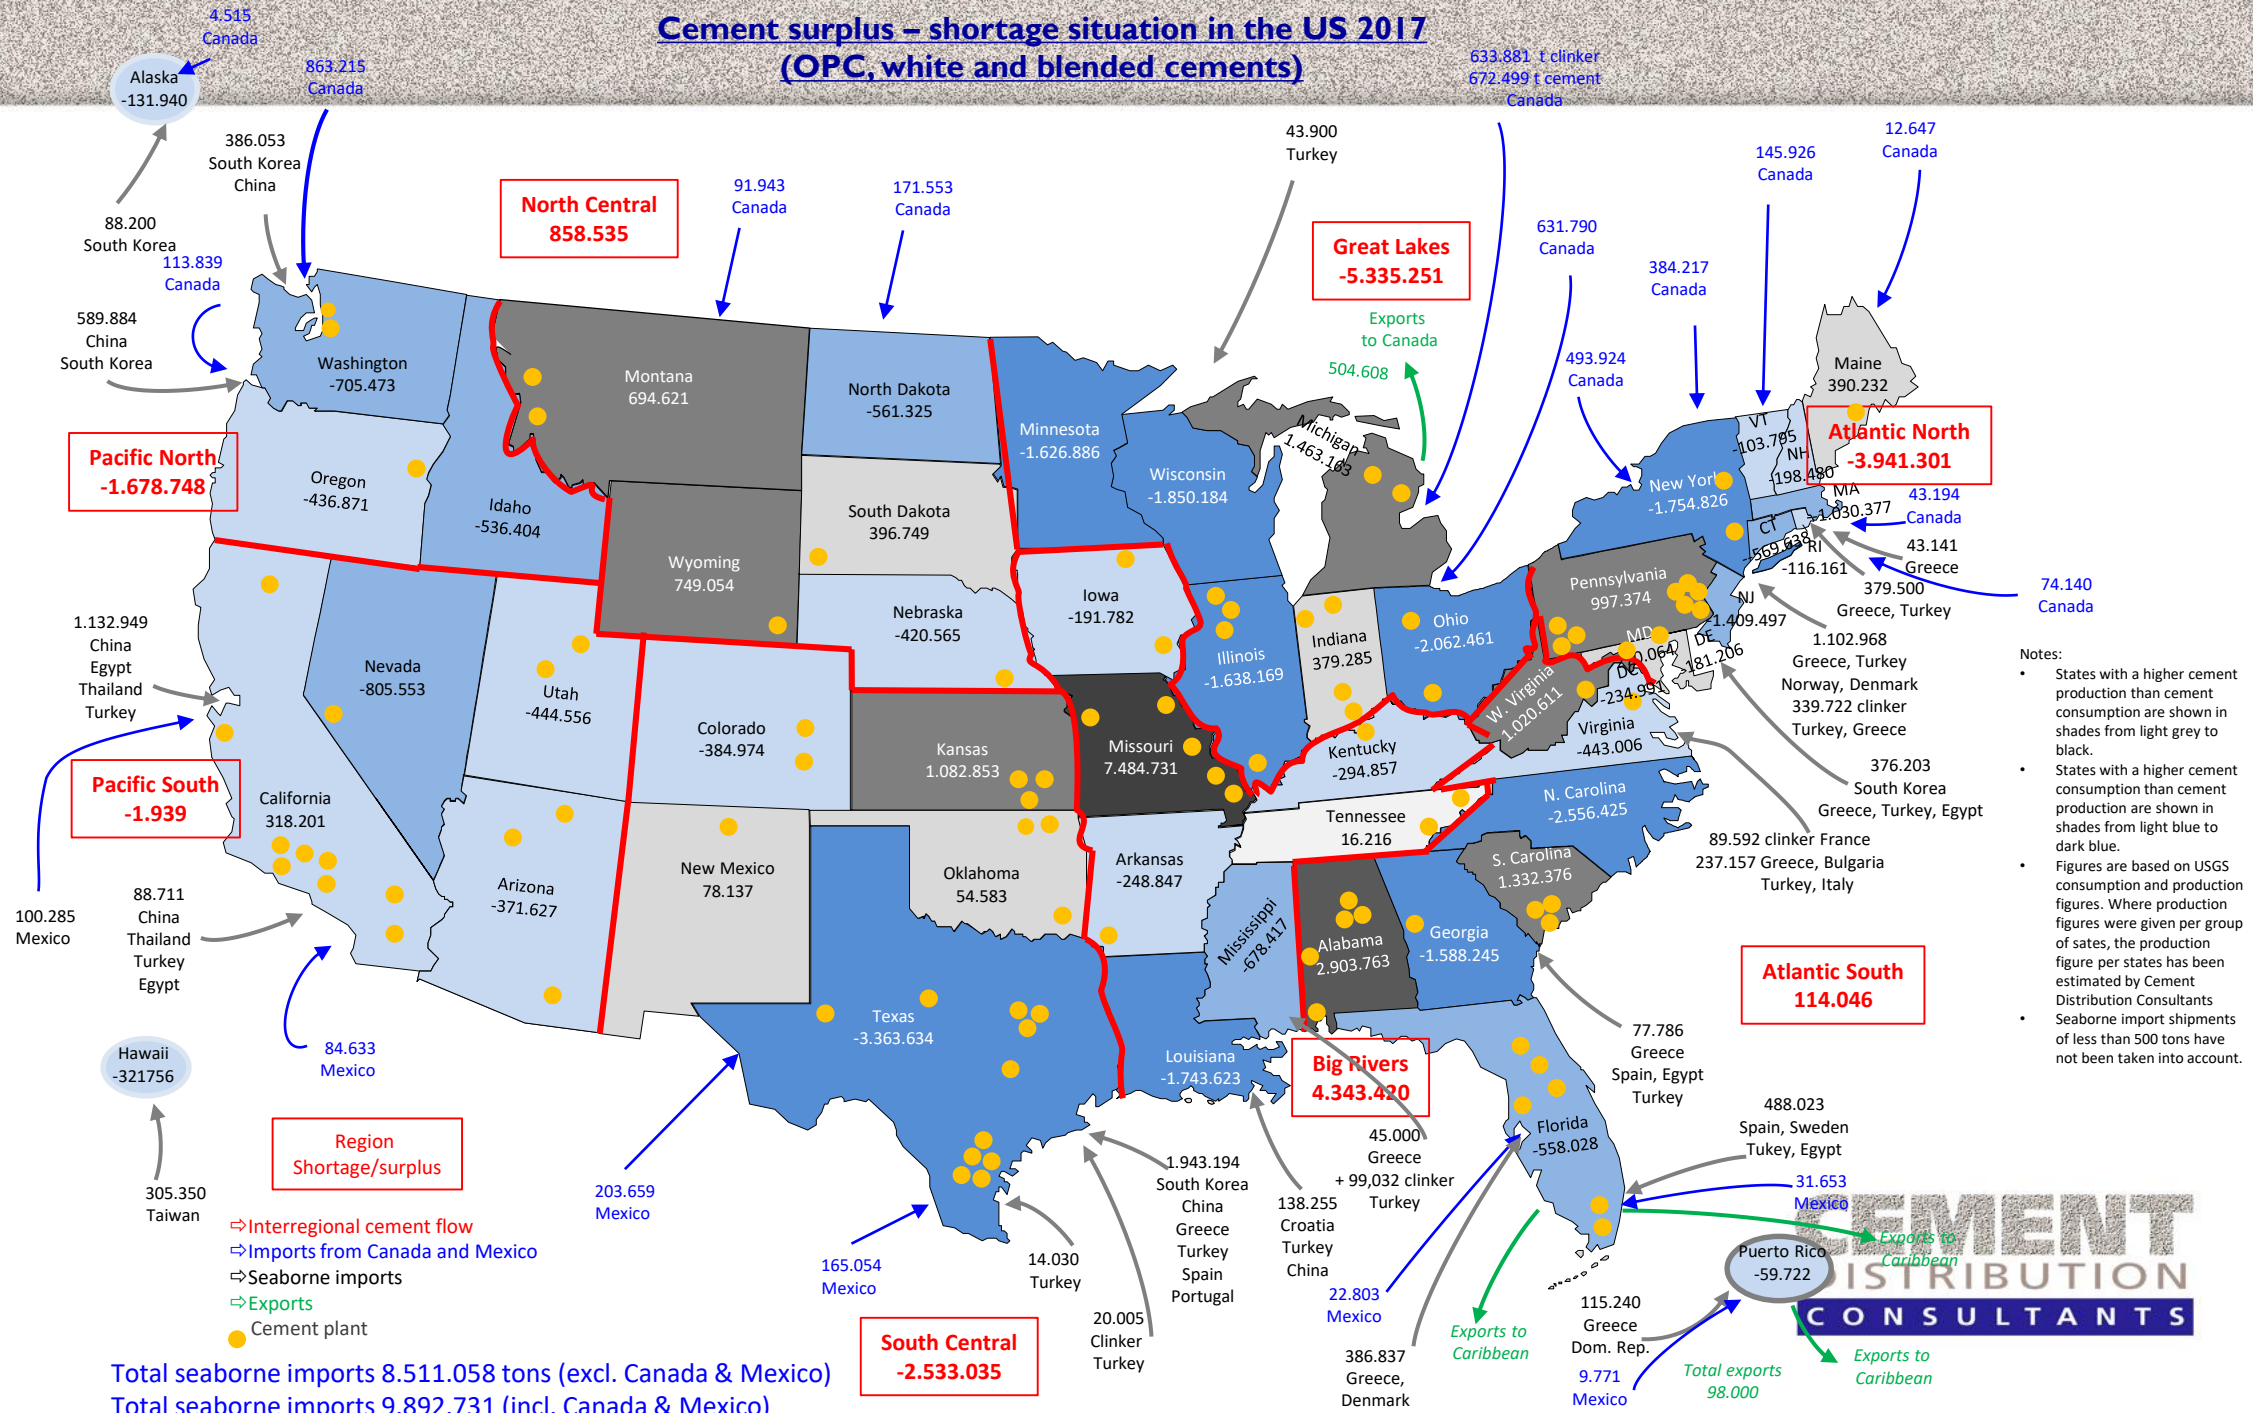 Cement surplus – shortage situation in the US 2017
(OPC, white and blended cements)
4.515
Canada
Alaska
-131.940
863.215
Canada
633.881 t clinker
672.499 t cement
Canada
386.053
South Korea
China
88.200
South Korea
113.839
Canada
589.884
China
South Korea
North Central
858.535
91.943
Canada
171.553
Canada
43.900
Turkey
Great Lakes
-5.335.251
Exports
to Canada
504.608
631.790
Canada
493.924
Canada
384.217
Canada
145.926
Canada
12.647
Canada
Washington
-705.473
Montana
694.621
North Dakota
-561.325
Minnesota
-1.626.886
Wisconsin
-1.850.184
Michigan
1.463.163
Maine
390.232
VT
-103.795
NH
-198.480
Atlantic North
-3.941.301
Pacific North
-1.678.748
Oregon
-436.871
Idaho
-536.404
Wyoming
749.054
South Dakota
396.749
New York
-1.754.826
MA
-1.030.377
43.194
Canada
CT
-569.638
RI
-116.161
43.141
Greece
379.500
Greece, Turkey
74.140
Canada
Nebraska
-420.565
Iowa
-191.782
Illinois
-1.638.169
Indiana
379.285
Ohio
-2.062.461
Pennsylvania
997.374
NJ
-1.409.497
MD
DE
-181.206
DC
-234.991
1.102.968
Greece, Turkey
Norway, Denmark
339.722 clinker
Turkey, Greece
1.132.949
China
Egypt
Thailand
Turkey
Nevada
-805.553
Utah
-444.556
Colorado
-384.974
Kansas
1.082.853
Missouri
7.484.731
Kentucky
-294.857
W. Virginia
1.020.611
Virginia
-443.006
376.203
South Korea
Greece, Turkey, Egypt
Pacific South
-1.939
California
318.201
100.285
Mexico
88.711
China
Thailand
Turkey
Egypt
84.633
Mexico
Arizona
-371.627
New Mexico
78.137
Oklahoma
54.583
Arkansas
-248.847
Tennessee
16.216
N. Carolina
-2.556.425
S. Carolina
1.332.376
89.592 clinker France
237.157 Greece, Bulgaria
Turkey, Italy
Mississippi
-678.417
Alabama
2.903.763
Georgia
-1.588.245
Atlantic South
114.046
Texas
-3.363.634
Louisiana
-1.743.623
Big Rivers
4.343.420
77.786
Greece
Spain, Egypt
Turkey
Florida
-558.028
488.023
Spain, Sweden
Tukey, Egypt
31.653
Mexico
Hawaii
-321756
305.350
Taiwan
Region
Shortage/surplus
⇨Interregional cement flow
⇨Imports from Canada and Mexico
⇨Seaborne imports
⇨Exports
Cement plant
203.659
Mexico
165.054
Mexico
14.030
Turkey
20.005
Clinker
Turkey
1.943.194
South Korea
China
Greece
Turkey
Spain
Portugal
138.255
Croatia
Turkey
China
45.000
Greece
+ 99,032 clinker
Turkey
22.803
Mexico
386.837
Greece,
Denmark
Exports to
Caribbean
115.240
Greece
Dom. Rep.
9.771
Mexico
Total exports
98.000
Puerto Rico
-59.722
Exports to
Caribbean
Exports to
Caribbean
CEMENT
DISTRIBUTION
CONSULTANTS
South Central
-2.533.035
Total seaborne imports 8.511.058 tons (excl. Canada & Mexico)
Total seaborne imports 9.892.731 (incl. Canada & Mexico)
Notes:
• States with a higher cement
production than cement
consumption are shown in
shades from light grey to
black.
• States with a higher cement
consumption than cement
production are shown in
shades from light blue to
dark blue.
• Figures are based on USGS
consumption and production
figures. Where production
figures were given per group
of sates, the production
figure per states has been
estimated by Cement
Distribution Consultants
• Seaborne import shipments
of less than 500 tons have
not been taken into account.